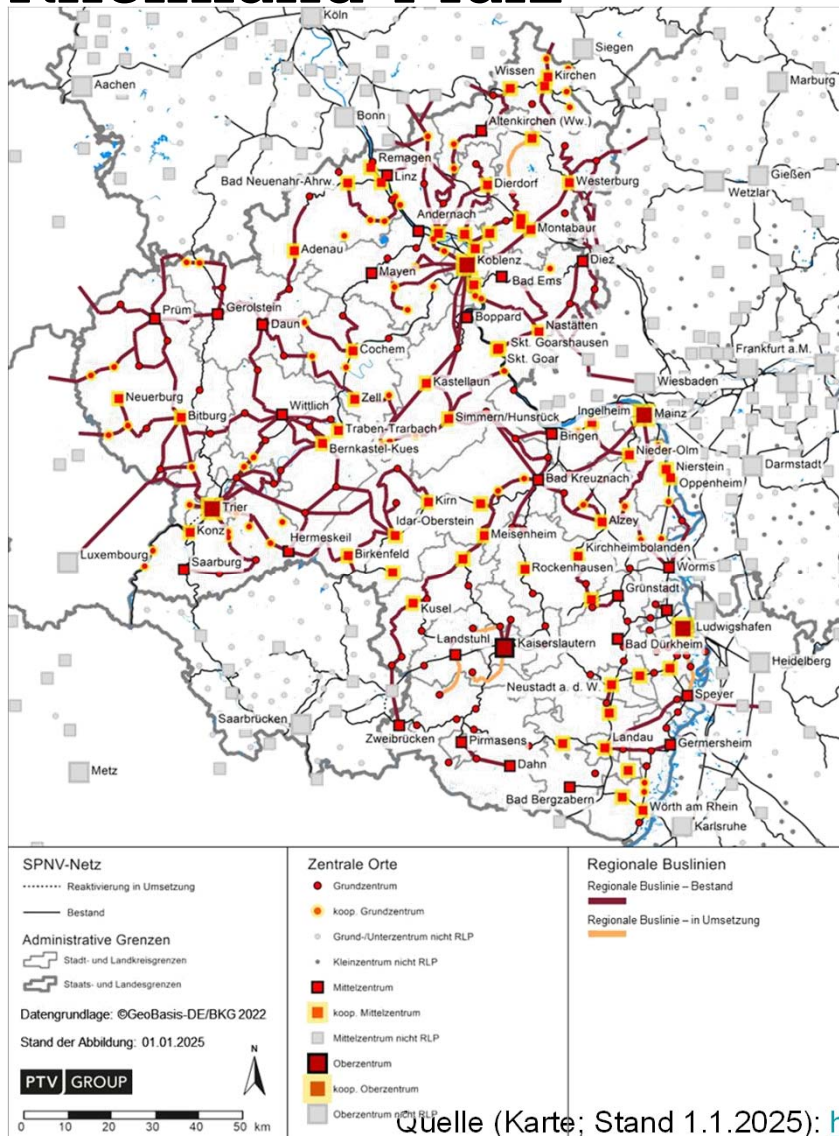 Rheinland-Pfalz
Köln
Siegen
Aachen
Wissen
Kirchen
Marburg
Bonn
Altenkirchen (Ww.)
Remagen
Gießen
Bad Neuenahr-Ahrw.
Linz
Dierdorf
Westerburg
Wetzlar
Andernach
Adenau
Montabaur
Koblenz
Diez
Mayen
Bad Ems
Prüm
Gerolstein
Daun
Boppard
Nastätten
Skt. Goarshausen
Cochem
Skt. Goar
Frankfurt a.M.
Kastellaun
Wiesbaden
Neuerburg
Zell
Bitburg
Wittlich
Simmern/Hunsrück
Ingelheim
Mainz
Traben-Trarbach
Bingen
Bernkastel-Kues
Nieder-Olm
Nierstein
Darmstadt
Bad Kreuznach
Oppenheim
Trier
Kirn
Konz
Idar-Oberstein
Alzey
Hermeskeil
Meisenheim
Luxembourg
Birkenfeld
Kirchheimbolanden
Saarburg
Rockenhausen
Worms
Grünstadt
Kusel
Ludwigshafen
Landstuhl
Kaiserslautern
Bad Dürkheim
Heidelberg
Neustadt a. d. W.
Speyer
Saarbrücken
Zweibrücken
Pirmasens
Landau
Germersheim
Metz
Dahn
Bad Bergzabern
Wörth am Rhein
Karlsruhe
SPNV-Netz
Reaktivierung in Umsetzung
Bestand
Administrative Grenzen
Stadt- und Landkreisgrenzen
Staats- und Landesgrenzen
Datengrundlage: ©GeoBasis-DE/BKG 2022
Stand der Abbildung: 01.01.2025
N
PTV GROUP
0 10 20 30 40 50 km
Zentrale Orte
Grundzentrum
koop. Grundzentrum
Grund-/Unterzentrum nicht RLP
Kleinzentrum nicht RLP
Mittelzentrum
koop. Mittelzentrum
Mittelzentrum nicht RLP
Oberzentrum
koop. Oberzentrum
Oberzentrum nicht RLP
Regionale Buslinien
Regionale Buslinie – Bestand
Regionale Buslinie – in Umsetzung
Quelle (Karte; Stand 1.1.2025): h